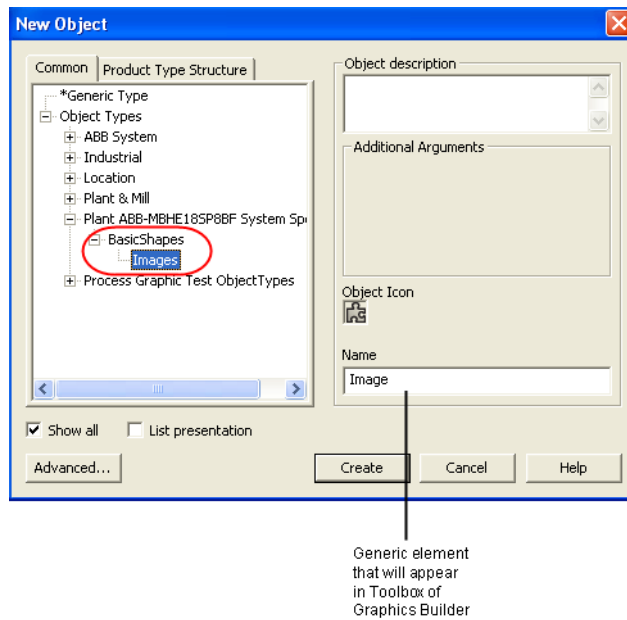 New Object
Common
Product Type Structure
*Generic Type
Object Types
ABB System
Industrial
Location
Plant & Mill
Plant ABB-MBHE18SP8BF System Sp
BasicShapes
Images
Process Graphic Test ObjectTypes
Show all
List presentation
Advanced...
Object description
Additional Arguments
Object Icon
Name
Image
Create
Cancel
Help
Generic element
that will appear
in Toolbox of
Graphics Builder